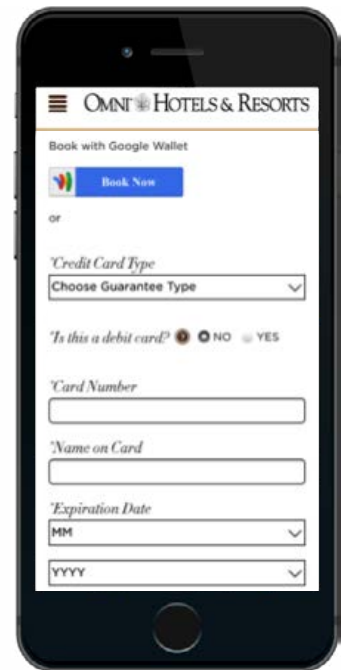 OMNI HOTELS & RESORTS
Book with Google Wallet
Book Now
or
*Credit Card Type
Choose Guarantee Type
*Is this a debit card? ? NO YES
*Card Number
*Name on Card
*Expiration Date
MM
YYYY